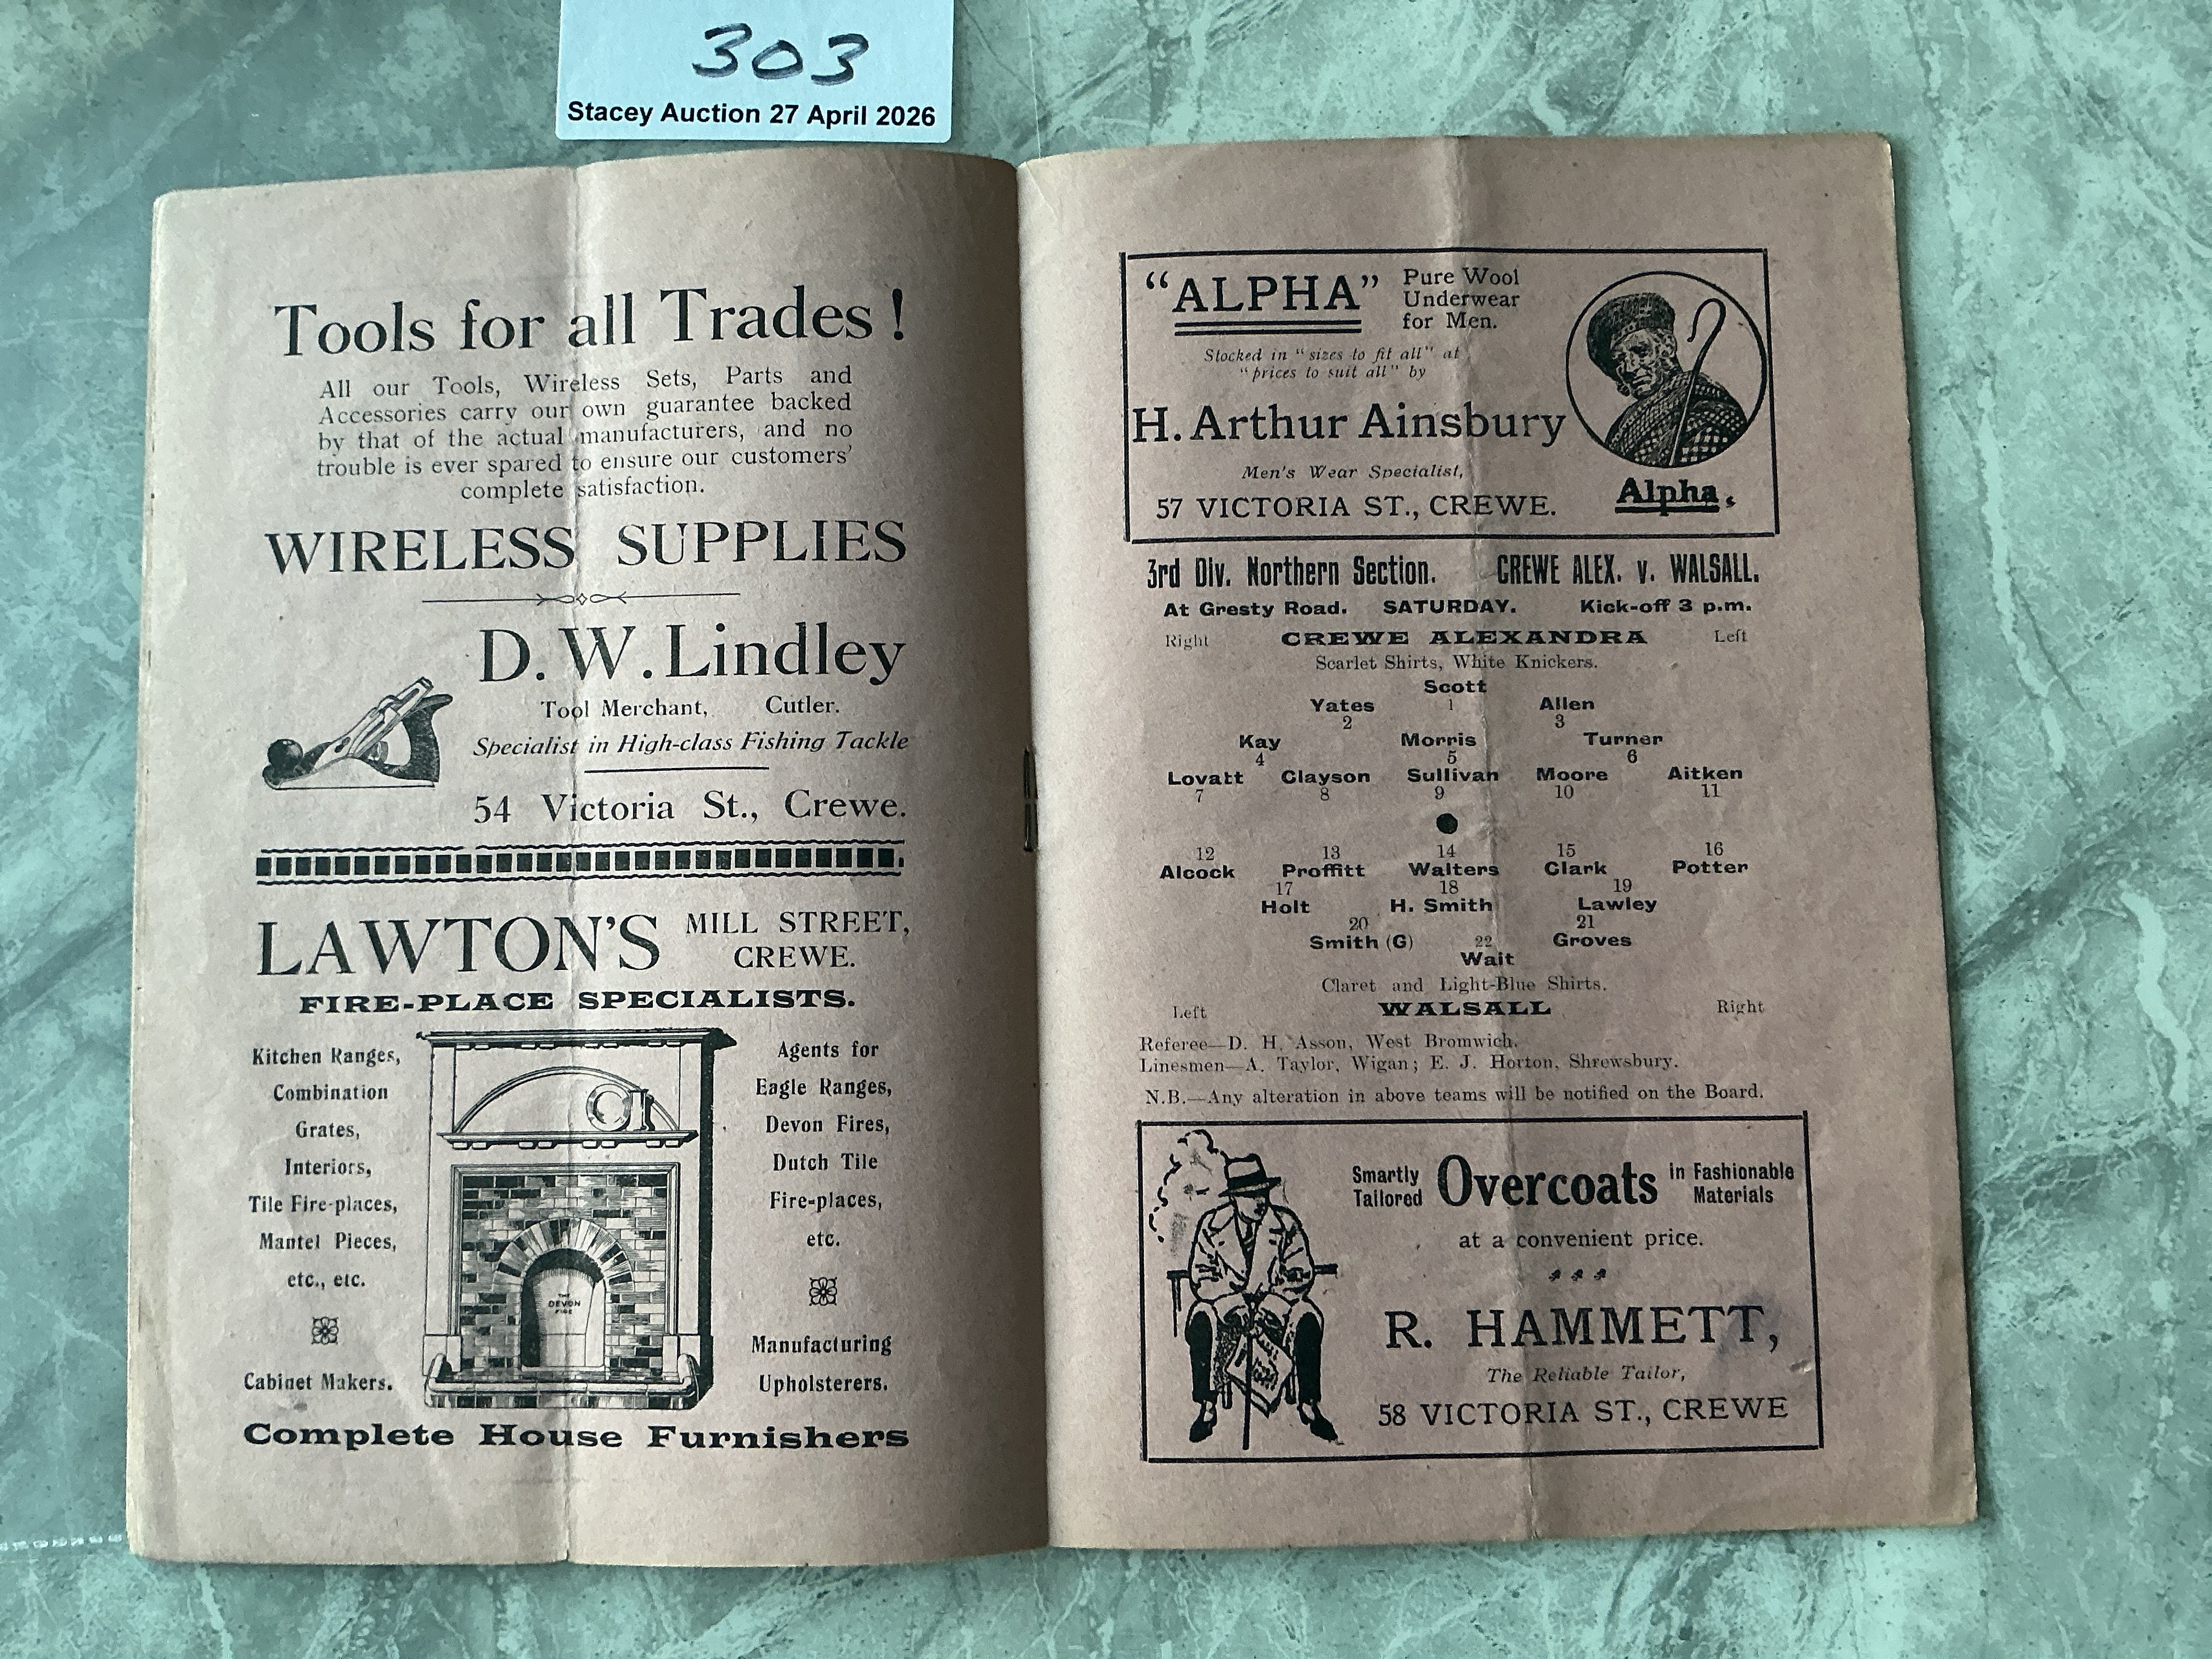 303
Stacey Auction 27 April 2026
Tools for all Trades !
All our Tools, Wireless Sets, Parts and
Accessories carry our own guarantee backed
by that of the actual manufacturers, and no
trouble is ever spared to ensure our customers'
complete satisfaction.
WIRELESS SUPPLIES
D. W. Lindley
Tool Merchant, Cutler.
Specialist in High-class Fishing Tackle
54 Victoria St., Crewe.
LAWTON'S MILL STREET,
CREWE.
FIRE-PLACE SPECIALISTS.
Kitchen Ranges,
Combination
Grates,
Interiors,
Tile Fire-places,
Mantel Pieces,
etc., etc.
Cabinet Makers.
THE
DEVON
FIRE
Agents for
Eagle Ranges,
Devon Fires,
Dutch Tile
Fire-places,
etc.
Manufacturing
Upholsterers.
Complete House Furnishers
"ALPHA" Pure Wool
Underwear
for Men.
Stocked in "sizes to fit all" at
"prices to suit all" by
H. Arthur Ainsbury
Men's Wear Specialist,
57 VICTORIA ST., CREWE.
Alpha.
3rd Div. Northern Section. CREWE ALEX. v. WALSALL.
At Gresty Road. SATURDAY. Kick-off 3 p.m.
Right CREWE ALEXANDRA Left
Scarlet Shirts, White Knickers.
Scott
1
Yates Allen
2 3
Kay Morris Turner
4 5 6
Lovatt Clayson Sullivan Moore Aitken
7 8 9 10 11
12 13 14 15 16
Alcock Proffitt Walters Clark Potter
17 18 19
Holt H. Smith Lawley
20 21
Smith (G) Groves
22
Wait
Claret and Light-Blue Shirts.
Left WALSALL Right
Referee—D. H. Asson, West Bromwich.
Linesmen—A. Taylor, Wigan; E. J. Horton, Shrewsbury.
N.B.—Any alteration in above teams will be notified on the Board.
Smartly
Tailored Overcoats in Fashionable
Materials
at a convenient price.
R. HAMMETT,
The Reliable Tailor,
58 VICTORIA ST., CREWE